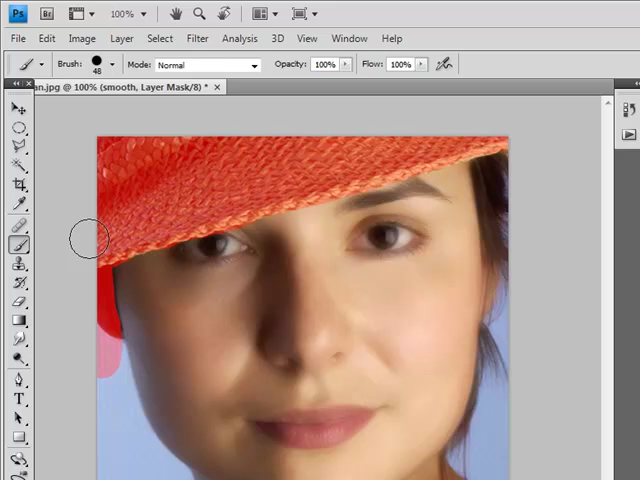 Ps Br 100%
File Edit Image Layer Select Filter Analysis 3D View Window Help
Brush: 48 Mode: Normal Opacity: 100% Flow: 100%
an.jpg @ 100% (smooth, Layer Mask/8) *
T